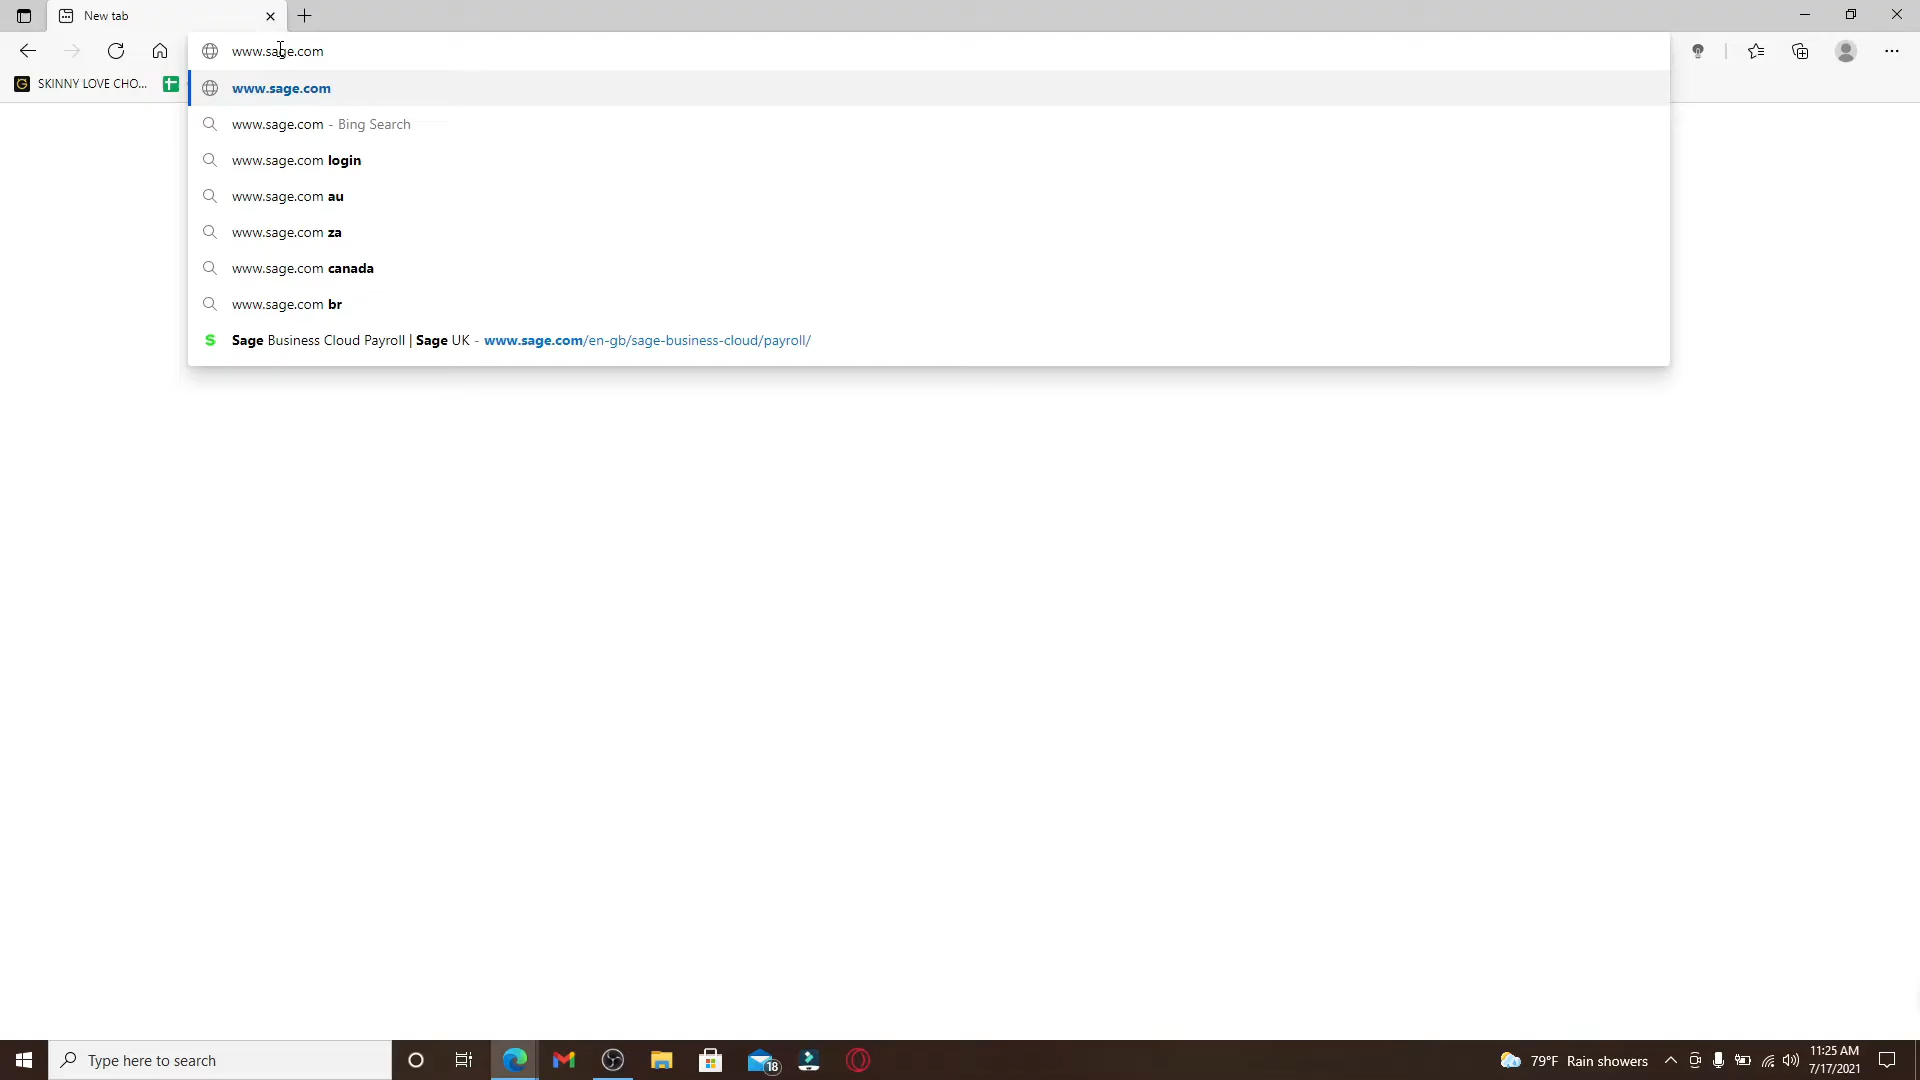 New tab
www.sage.com
SKINNY LOVE CHO...
www.sage.com
www.sage.com - Bing Search
www.sage.com login
www.sage.com au
www.sage.com za
www.sage.com canada
www.sage.com br
Sage Business Cloud Payroll | Sage UK - www.sage.com/en-gb/sage-business-cloud/payroll/
Type here to search
18
79°F Rain showers
11:25 AM
7/17/2021